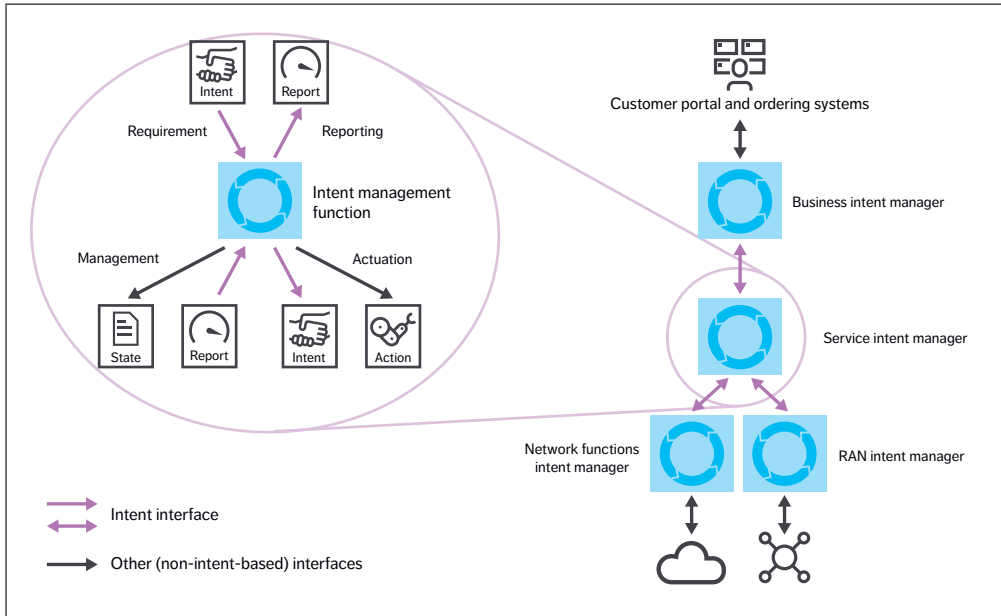 Intent
Report
Requirement
Reporting
Intent management
function
Management
Actuation
State
Report
Intent
Action
Customer portal and ordering systems
Business intent manager
Service intent manager
Network functions
intent manager
RAN intent manager
Intent interface
Other (non-intent-based) interfaces